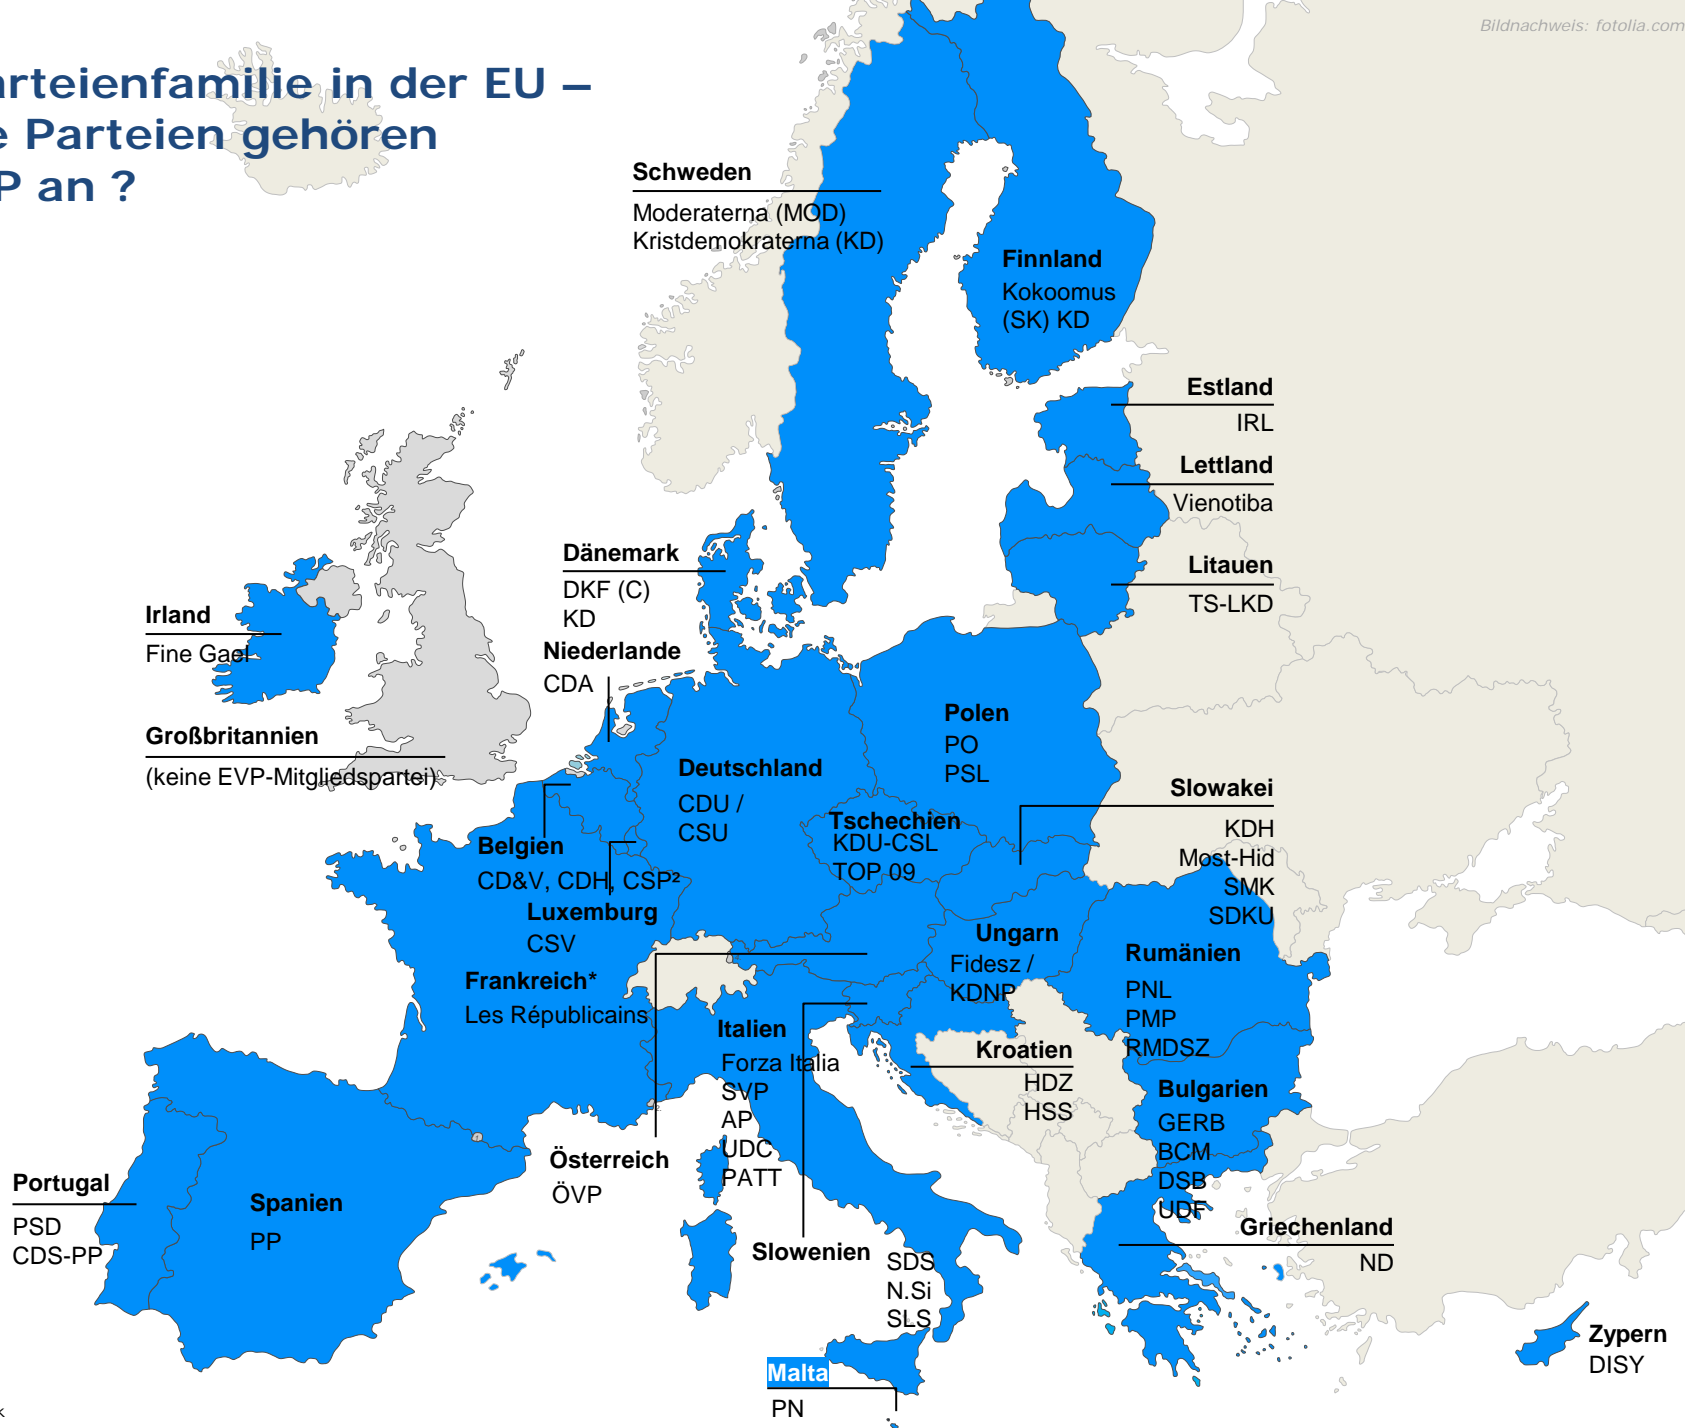 Bildnachweis: fotolia.com
arteienfamilie in der EU –
e Parteien gehören
P an ?
Schweden
Moderaterna (MOD)
Kristdemokraterna (KD)
Finnland
Kokoomus
(SK) KD
Estland
IRL
Lettland
Vienotiba
Litauen
TS-LKD
Dänemark
DKF (C)
KD
Irland
Fine Gael
Niederlande
CDA
Großbritannien
(keine EVP-Mitgliedspartei)
Polen
PO
PSL
Deutschland
CDU /
CSU
Slowakei
KDH
Most-Hid
SMK
SDKU
Tschechien
KDU-CSL
TOP 09
Belgien
CD&V, CDH, CSP²
Luxemburg
CSV
Frankreich*
Les Républicains
Ungarn
Fidesz /
KDNP
Rumänien
PNL
PMP
RMDSZ
Italien
Forza Italia
SVP
AP
UDC
PATT
Kroatien
HDZ
HSS
Bulgarien
GERB
BCM
DSB
UDF
Österreich
ÖVP
Portugal
PSD
CDS-PP
Spanien
PP
Griechenland
ND
Slowenien
SDS
N.Si
SLS
Zypern
DISY
Malta
PN
k